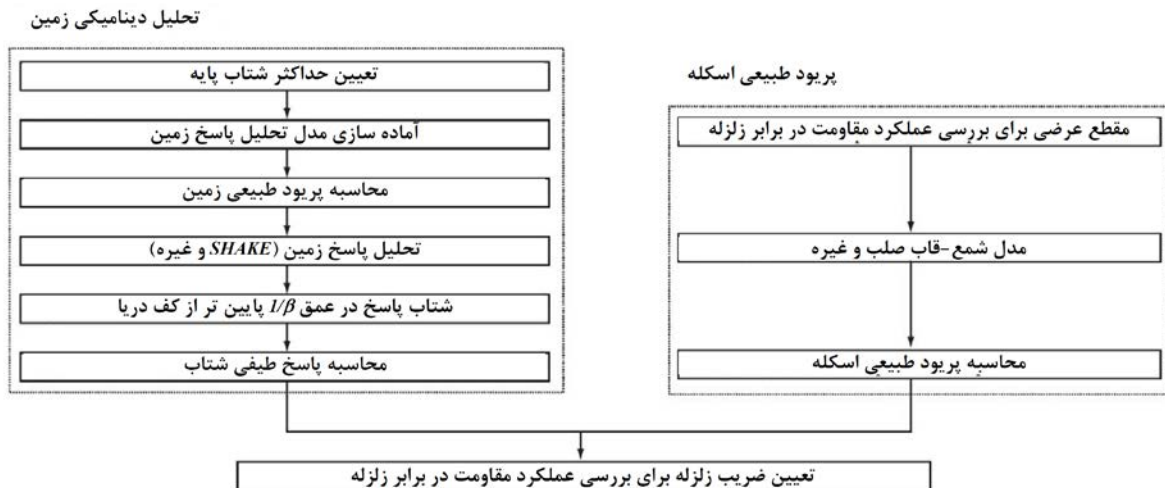 تحلیل دینامیکی زمین
تعیین حداکثر شتاب پایه
آماده سازی مدل تحلیل پاسخ زمین
محاسبه پریود طبیعی زمین
تحلیل پاسخ زمین (SHAKE و غیره)
شتاب پاسخ در عمق 1/β پایین تر از کف دریا
محاسبه پاسخ طیفی شتاب
پریود طبیعی اسکله
مقطع عرضی برای بررسی عملکرد مقاومت در برابر زلزله
مدل شمع-قاب صلب و غیره
محاسبه پریود طبیعی اسکله
تعیین ضریب زلزله برای بررسی عملکرد مقاومت در برابر زلزله